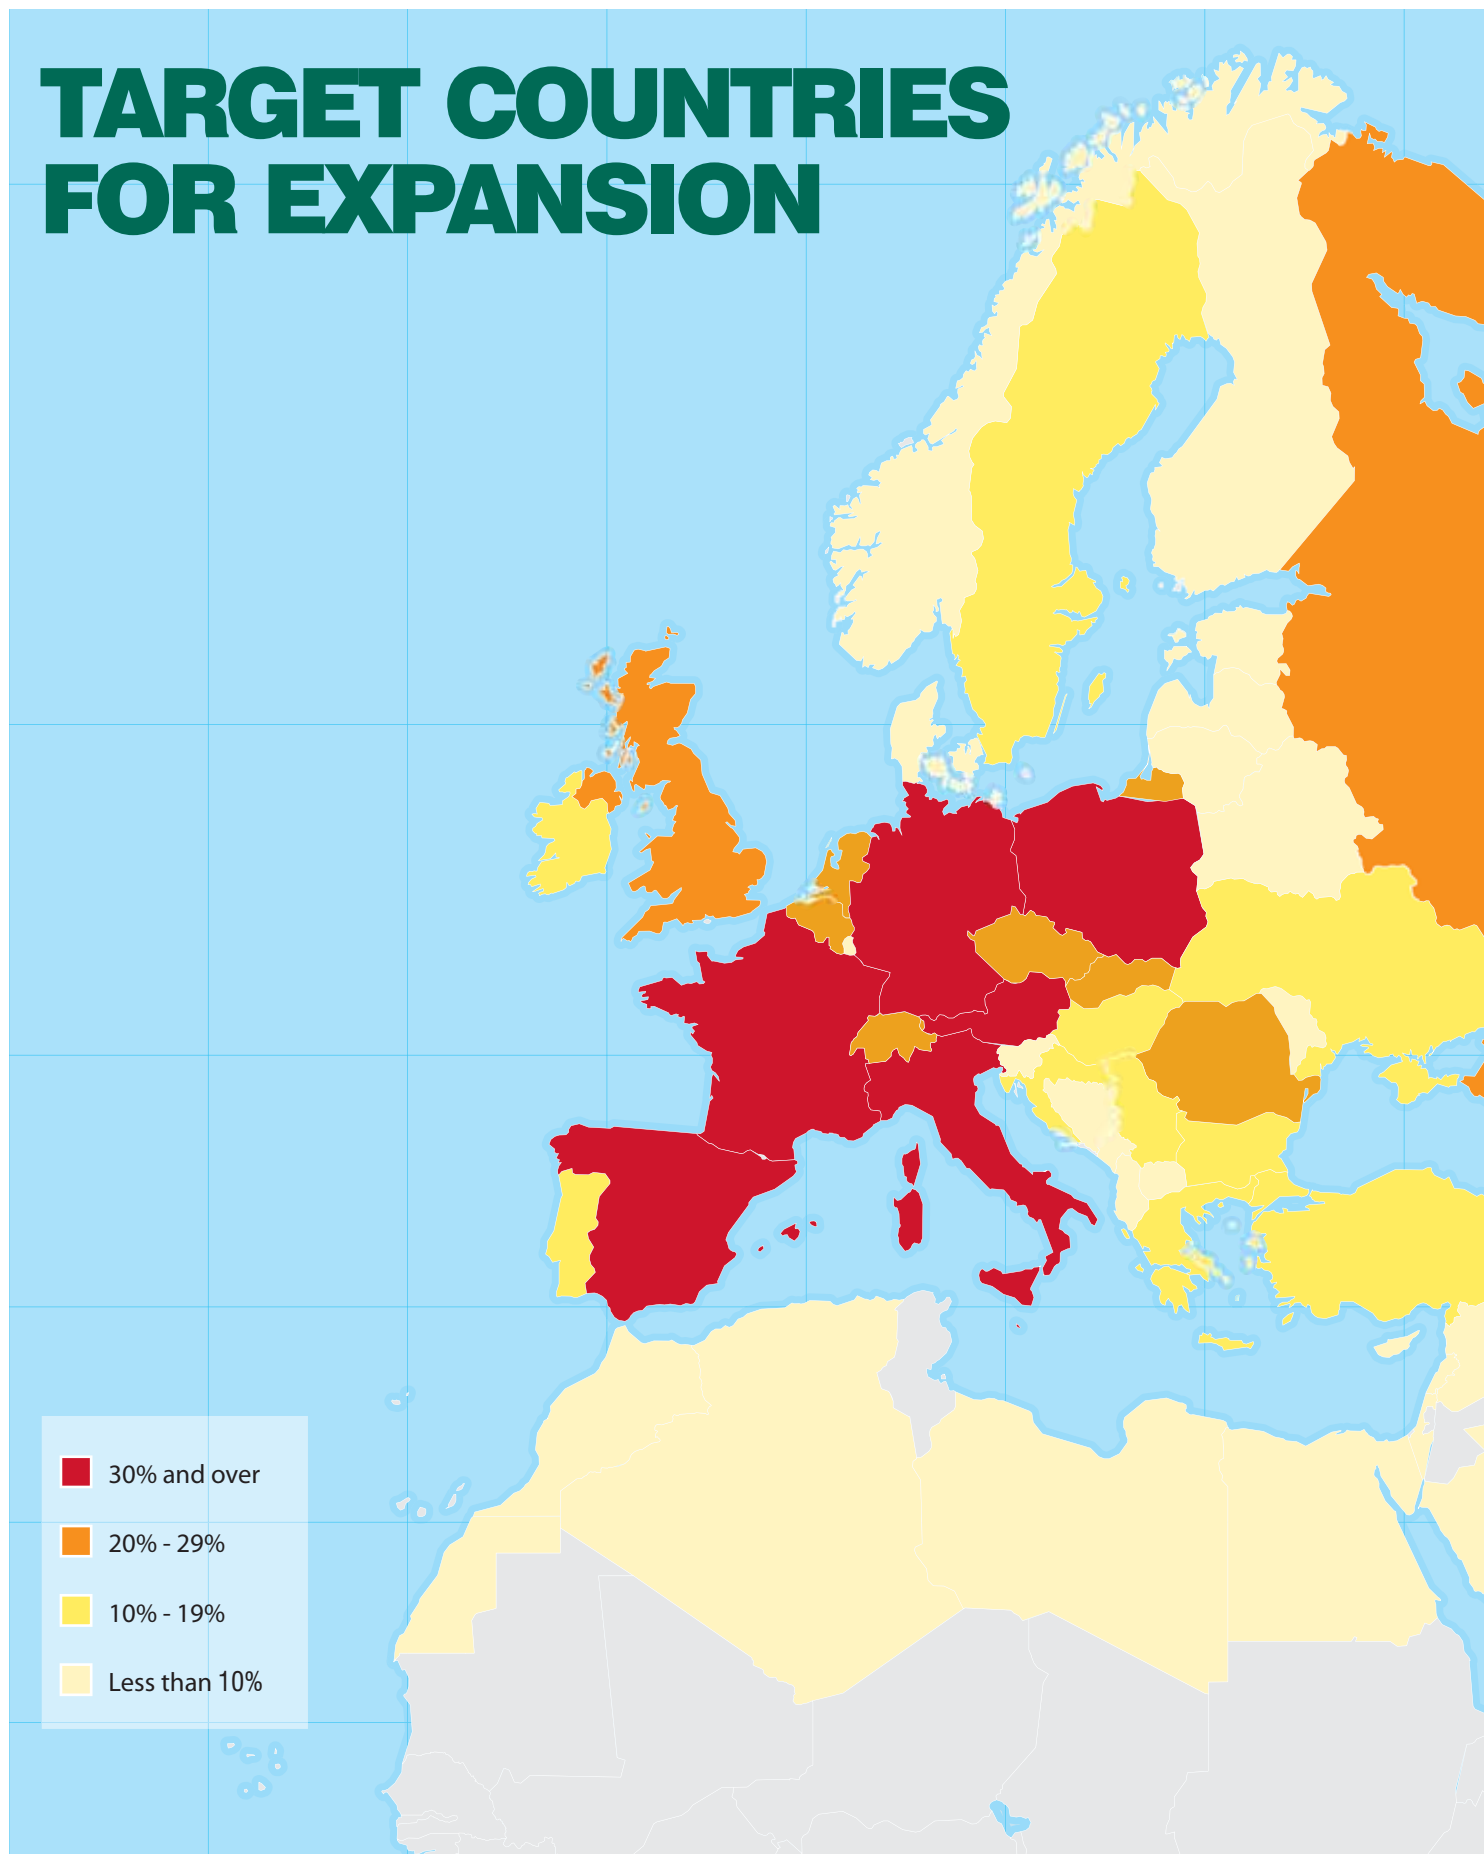 TARGET COUNTRIES
FOR EXPANSION
30% and over
20% - 29%
10% - 19%
Less than 10%